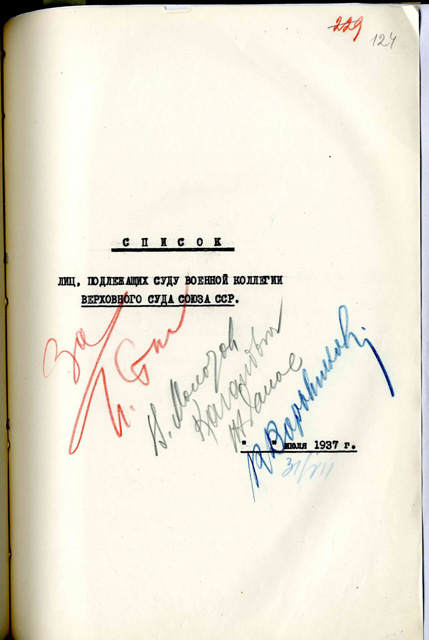 229
124
СПИСОК
ЛИЦ, ПОДЛЕЖАЩИХ СУДУ ВОЕННОЙ КОЛЛЕГИИ
ВЕРХОВНОГО СУДА СОЮЗА ССР.
За
И. Сталин
В. Молотов
Каганович
Жданов
К Ворошилов
" " июля 1937 г.
31/VII